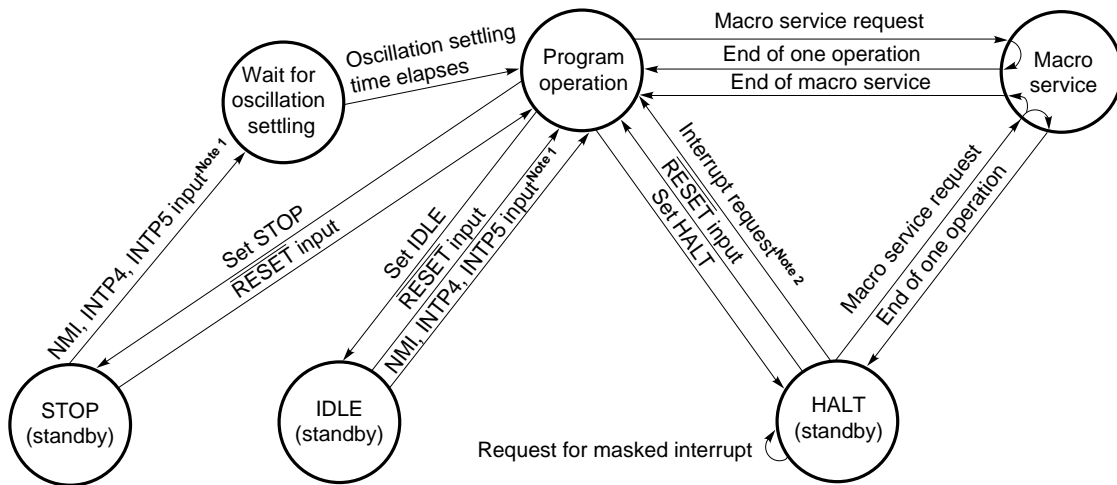 Macro service request
End of one operation
End of macro service
Oscillation settling
time elapses
Wait for
oscillation
settling
Program
operation
Macro
service
NMI, INTP4, INTP5 input Note 1
Set STOP
RESET input
Set IDLE
RESET input
NMI, INTP4, INTP5 input Note 1
Interrupt request Note 2
RESET input
Set HALT
Macro service request
End of one operation
STOP
(standby)
IDLE
(standby)
HALT
(standby)
Request for masked interrupt